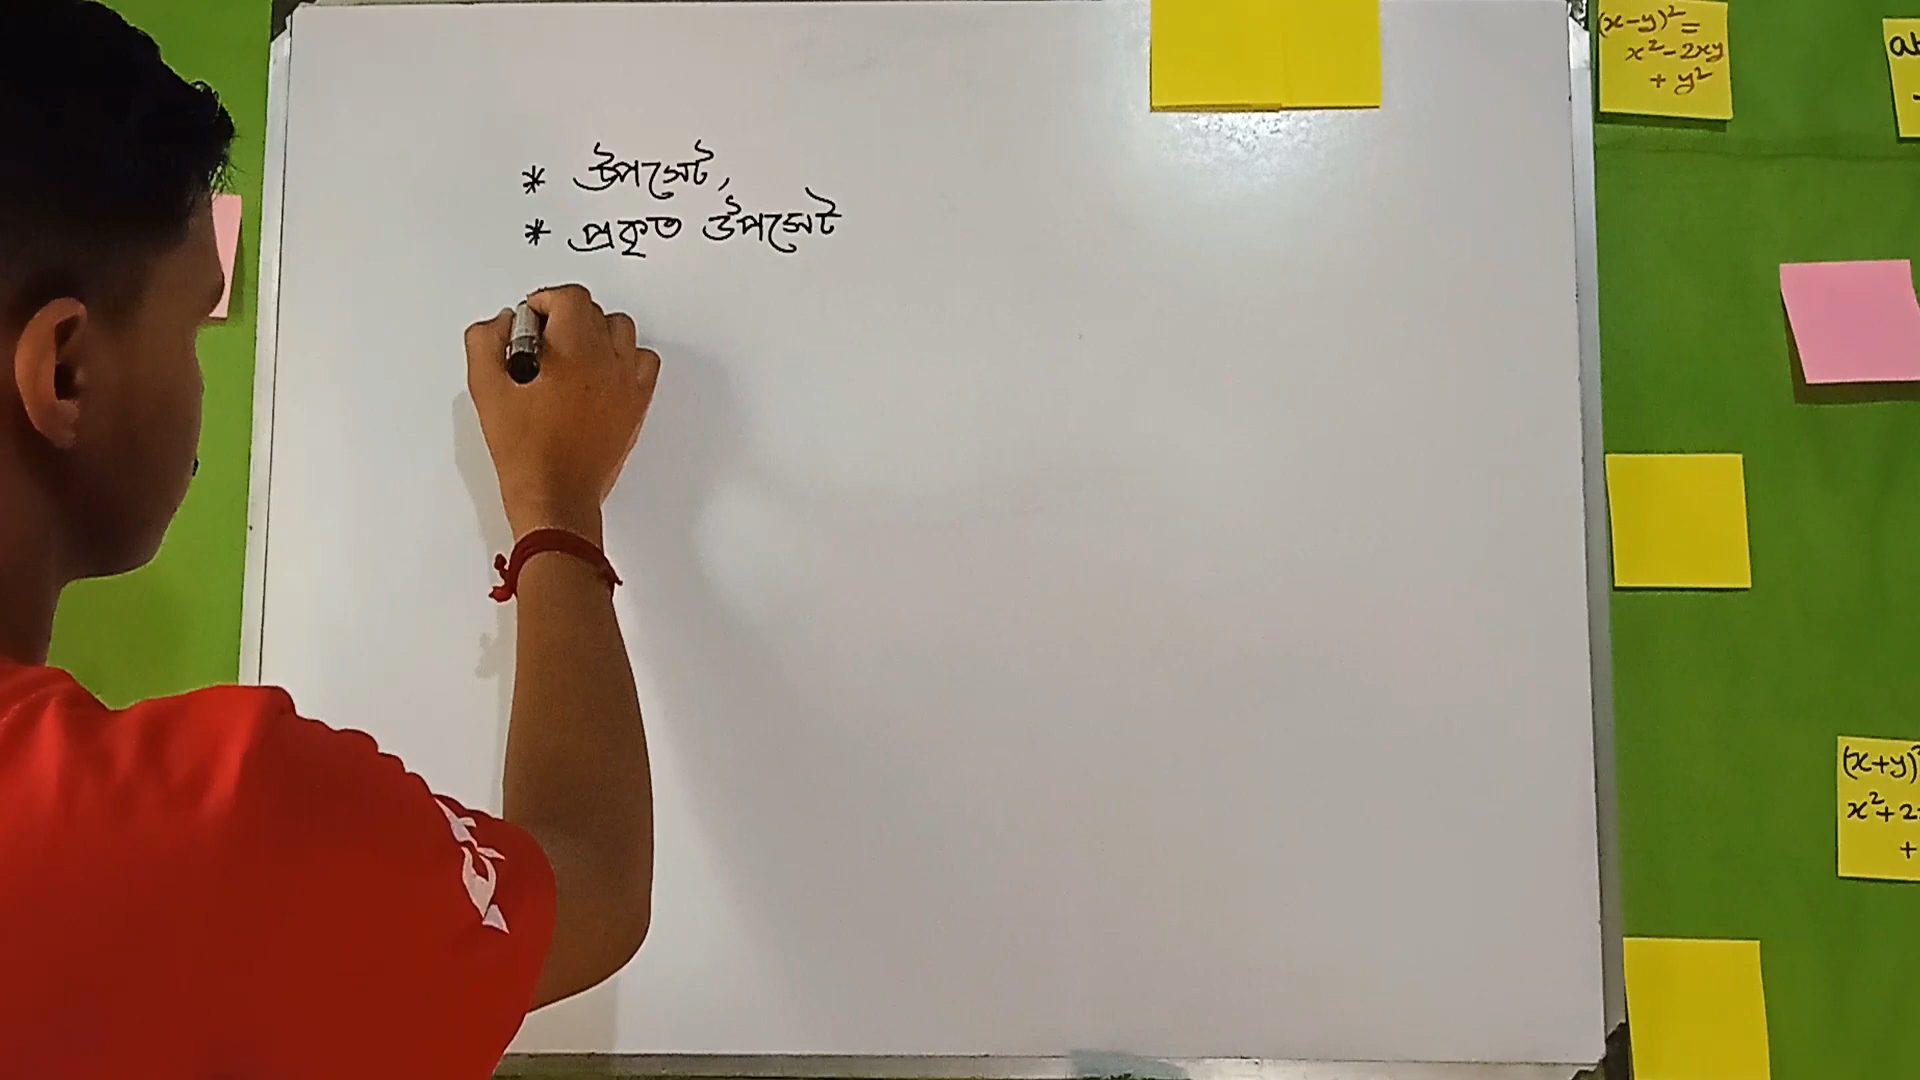 * উপসেট,
* প্রকৃত উপসেট
(x-y)² =
x² - 2xy
+ y²
(x+y)
x² + 2
+